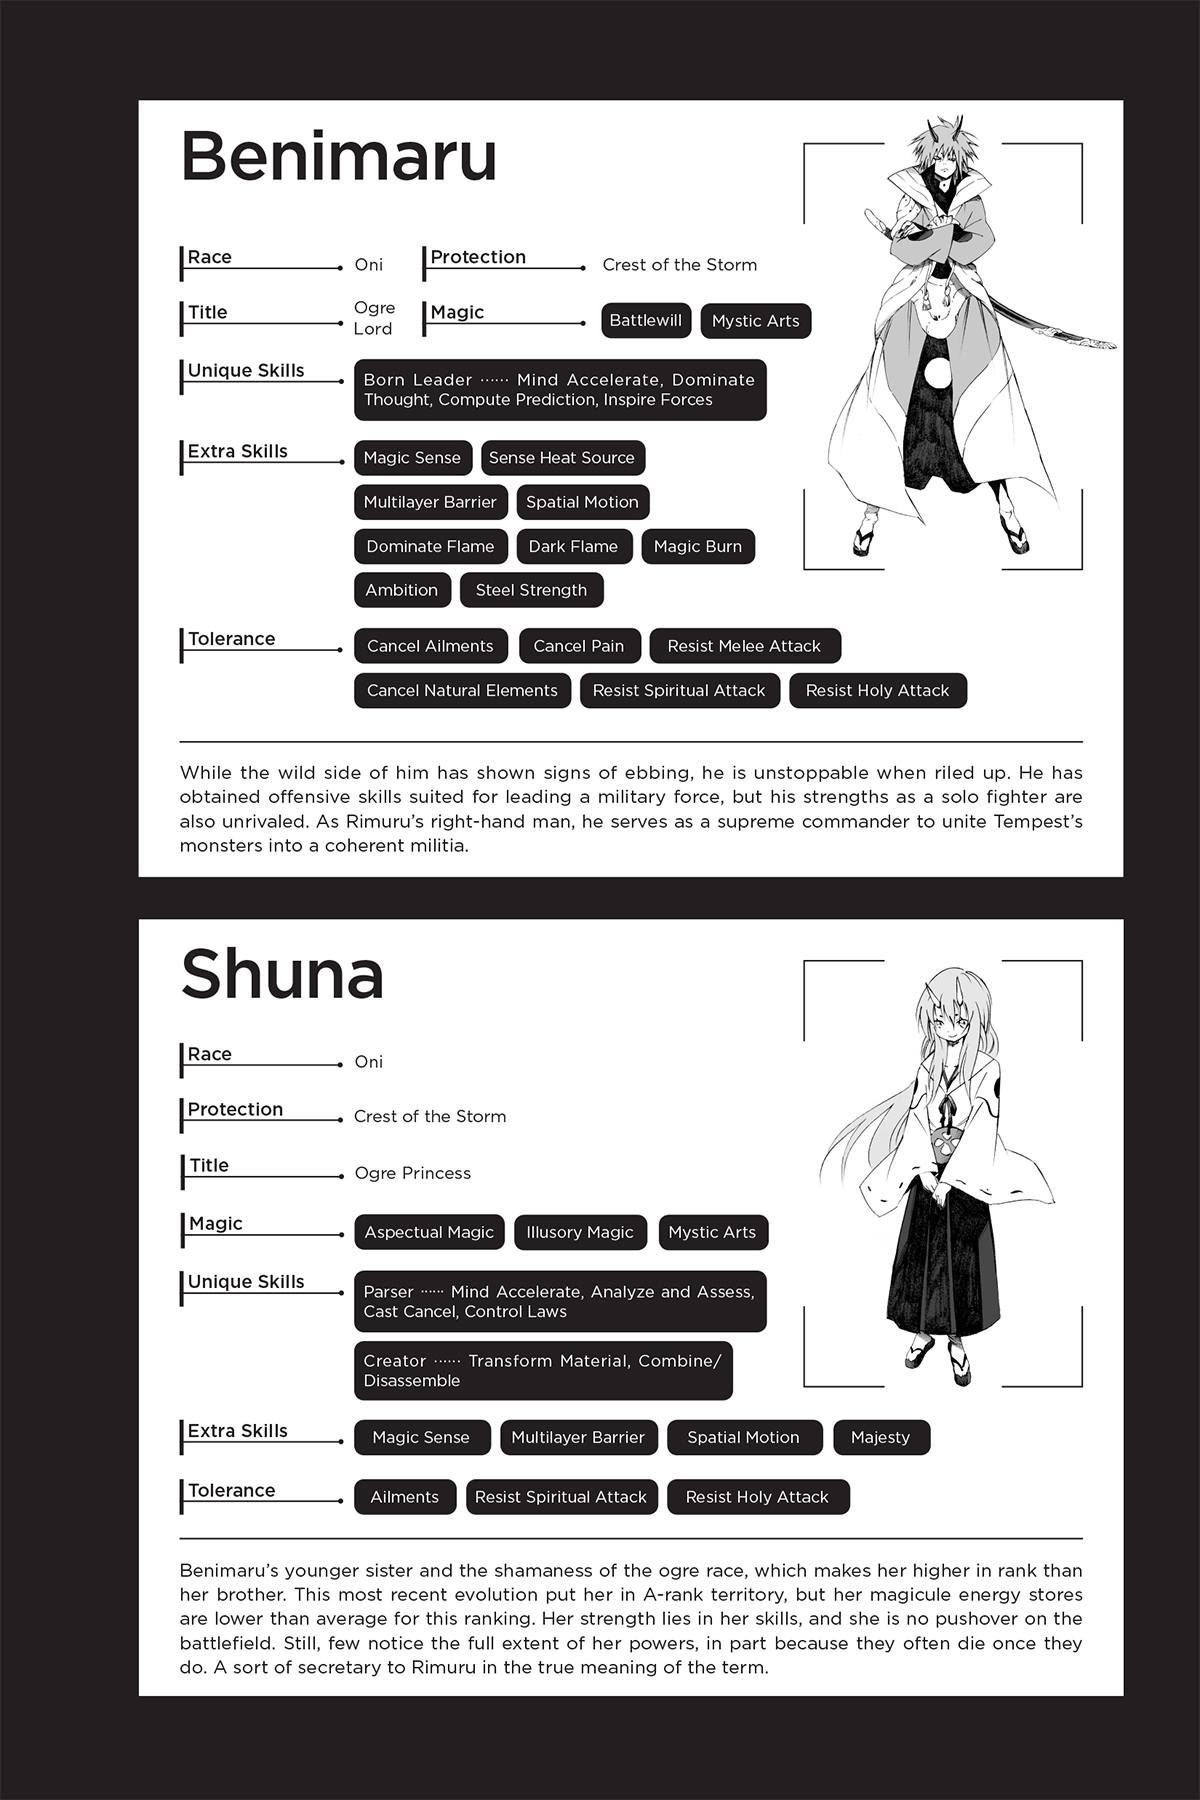 Benimaru
Race
Oni
Protection
Crest of the Storm
Title
Ogre
Lord
Magic
Battlewill
Mystic Arts
Unique Skills
Born Leader ······ Mind Accelerate, Dominate
Thought, Compute Prediction, Inspire Forces
Extra Skills
Magic Sense
Sense Heat Source
Multilayer Barrier
Spatial Motion
Dominate Flame
Dark Flame
Magic Burn
Ambition
Steel Strength
Tolerance
Cancel Ailments
Cancel Pain
Resist Melee Attack
Cancel Natural Elements
Resist Spiritual Attack
Resist Holy Attack
While the wild side of him has shown signs of ebbing, he is unstoppable when riled up. He has
obtained offensive skills suited for leading a military force, but his strengths as a solo fighter are
also unrivaled. As Rimuru’s right-hand man, he serves as a supreme commander to unite Tempest’s
monsters into a coherent militia.
Shuna
Race
Oni
Protection
Crest of the Storm
Title
Ogre Princess
Magic
Aspectual Magic
Illusory Magic
Mystic Arts
Unique Skills
Parser ······ Mind Accelerate, Analyze and Assess,
Cast Cancel, Control Laws
Creator ······ Transform Material, Combine/
Disassemble
Extra Skills
Magic Sense
Multilayer Barrier
Spatial Motion
Majesty
Tolerance
Ailments
Resist Spiritual Attack
Resist Holy Attack
Benimaru’s younger sister and the shamaness of the ogre race, which makes her higher in rank than
her brother. This most recent evolution put her in A-rank territory, but her magicule energy stores
are lower than average for this ranking. Her strength lies in her skills, and she is no pushover on the
battlefield. Still, few notice the full extent of her powers, in part because they often die once they
do. A sort of secretary to Rimuru in the true meaning of the term.